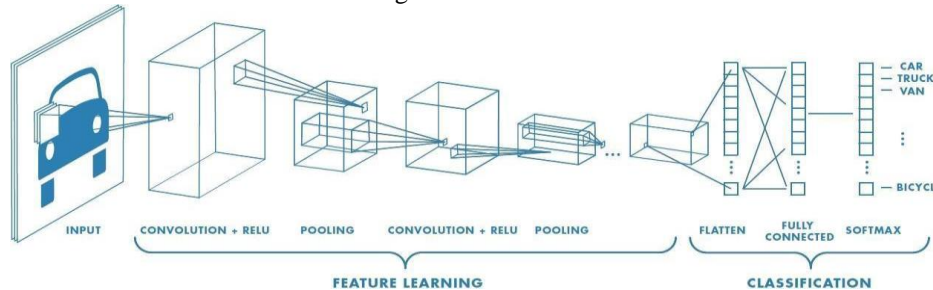 CAR
TRUCK
VAN
BICYCL
INPUT
CONVOLUTION + RELU
POOLING
CONVOLUTION + RELU
POOLING
FLATTEN
FULLY
CONNECTED
SOFTMAX
FEATURE LEARNING
CLASSIFICATION